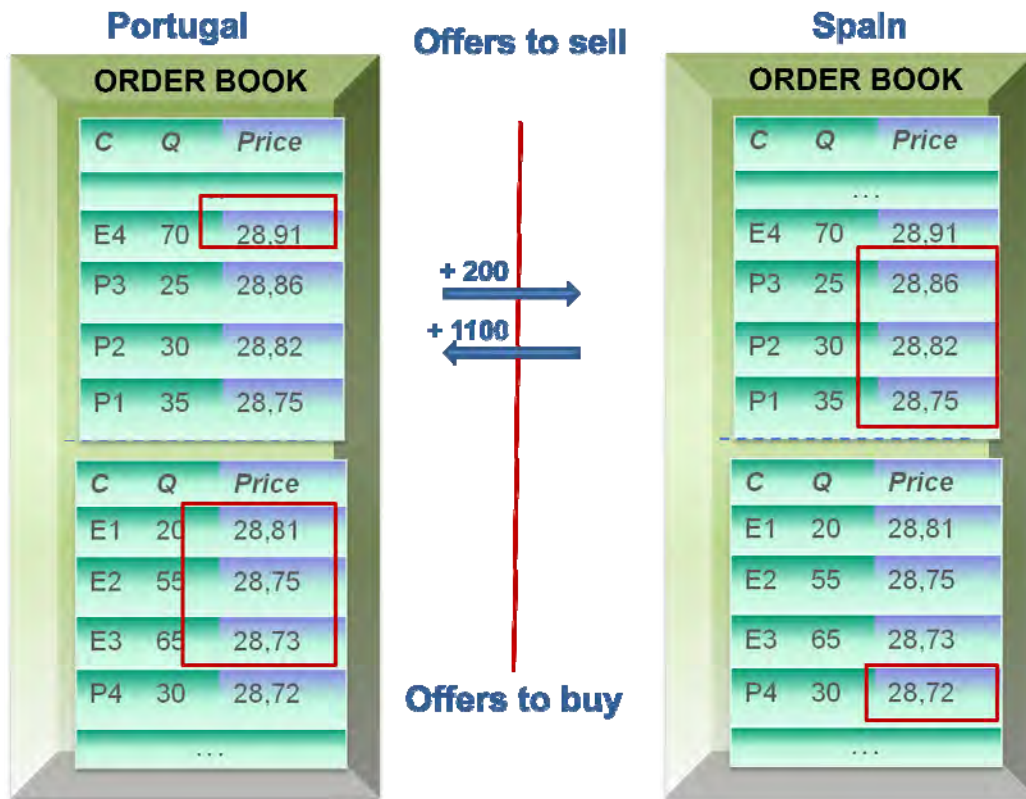 Portugal
ORDER BOOK
C Q Price
...
E4 70 28,91
P3 25 28,86
P2 30 28,82
P1 35 28,75
C Q Price
E1 20 28,81
E2 55 28,75
E3 65 28,73
P4 30 28,72
...
Offers to sell
+ 200
+ 1100
Offers to buy
Spain
ORDER BOOK
C Q Price
...
E4 70 28,91
P3 25 28,86
P2 30 28,82
P1 35 28,75
C Q Price
E1 20 28,81
E2 55 28,75
E3 65 28,73
P4 30 28,72
...